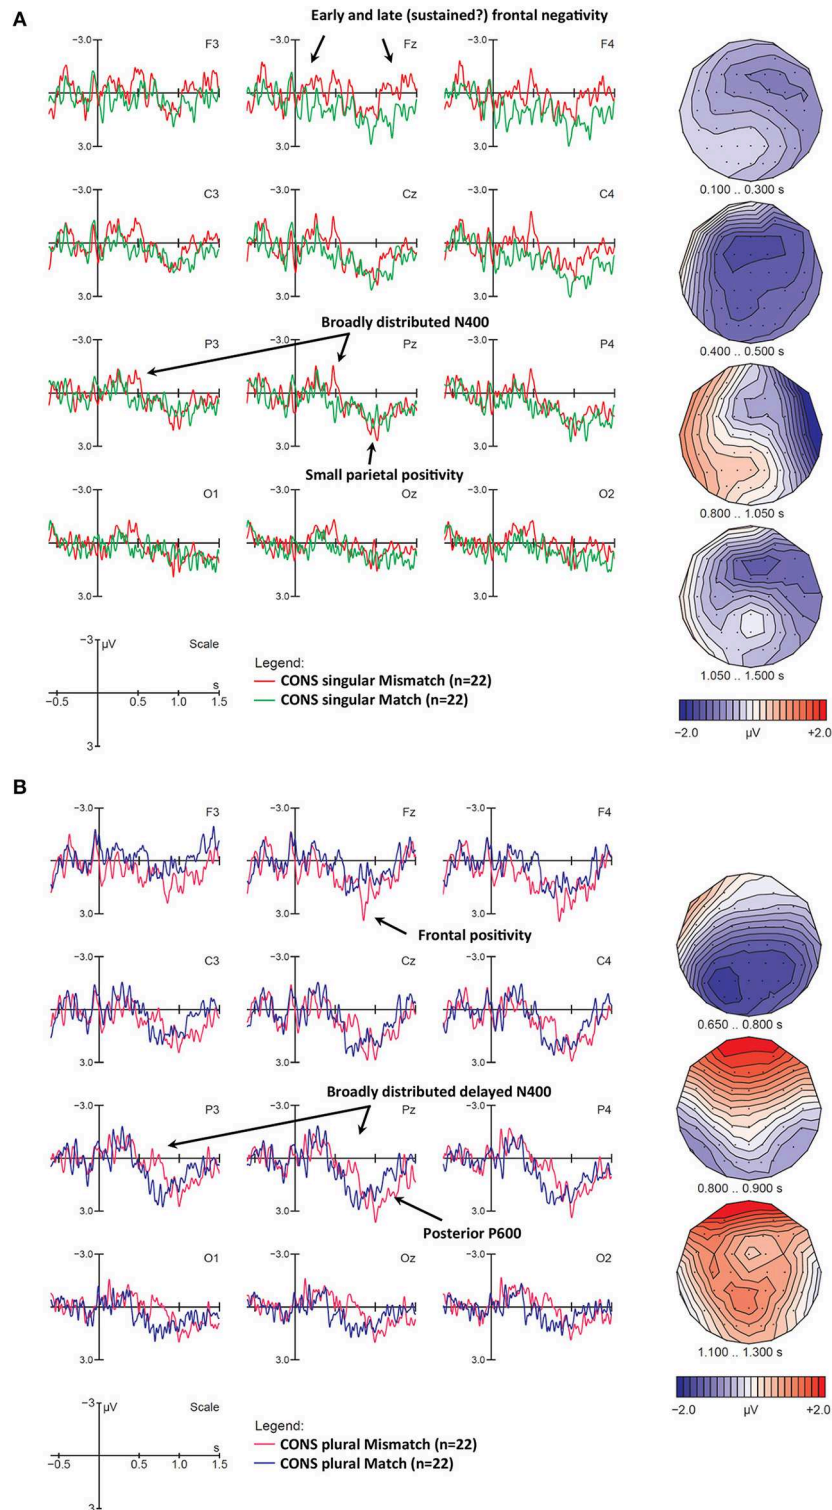 A
Early and late (sustained?) frontal negativity
−3.0 F3 −3.0 Fz −3.0 F4
3.0 3.0 3.0
0.100 .. 0.300 s
−3.0 C3 −3.0 Cz −3.0 C4
3.0 3.0 3.0
Broadly distributed N400
−3.0 P3 −3.0 Pz −3.0 P4
0.400 .. 0.500 s
3.0 3.0 3.0
Small parietal positivity
−3.0 O1 −3.0 Oz −3.0 O2
0.800 .. 1.050 s
3.0 3.0 3.0
−3 µV Scale
s
−0.5 0.5 1.0 1.5
3
Legend:
CONS singular Mismatch (n=22)
CONS singular Match (n=22)
1.050 .. 1.500 s
−2.0 µV +2.0
B
−3.0 F3 −3.0 Fz −3.0 F4
3.0 3.0 3.0
Frontal positivity
−3.0 C3 −3.0 Cz −3.0 C4
0.650 .. 0.800 s
3.0 3.0 3.0
Broadly distributed delayed N400
−3.0 P3 −3.0 Pz −3.0 P4
3.0 3.0 3.0
0.800 .. 0.900 s
Posterior P600
−3.0 O1 −3.0 Oz −3.0 O2
3.0 3.0 3.0
1.100 .. 1.300 s
−2.0 µV +2.0
−3 µV Scale
s
−0.5 0.5 1.0 1.5
3
Legend:
CONS plural Mismatch (n=22)
CONS plural Match (n=22)